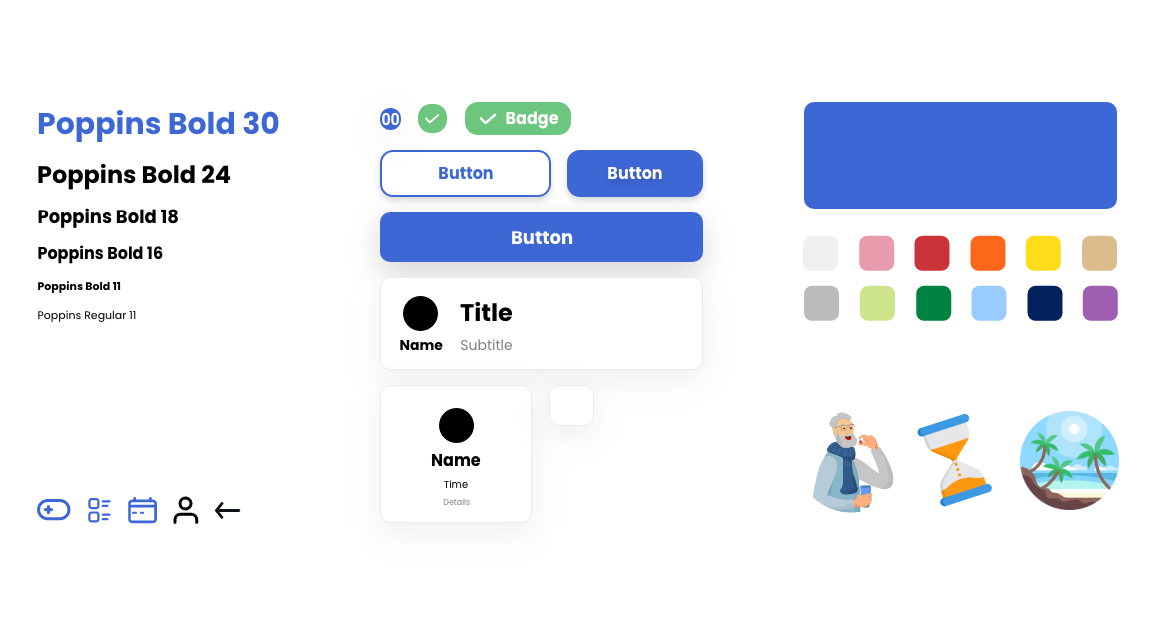 Poppins Bold 30
Poppins Bold 24
Poppins Bold 18
Poppins Bold 16
Poppins Bold 11
Poppins Regular 11
00
Badge
Button
Button
Button
Title
Name
Subtitle
Name
Time
Details